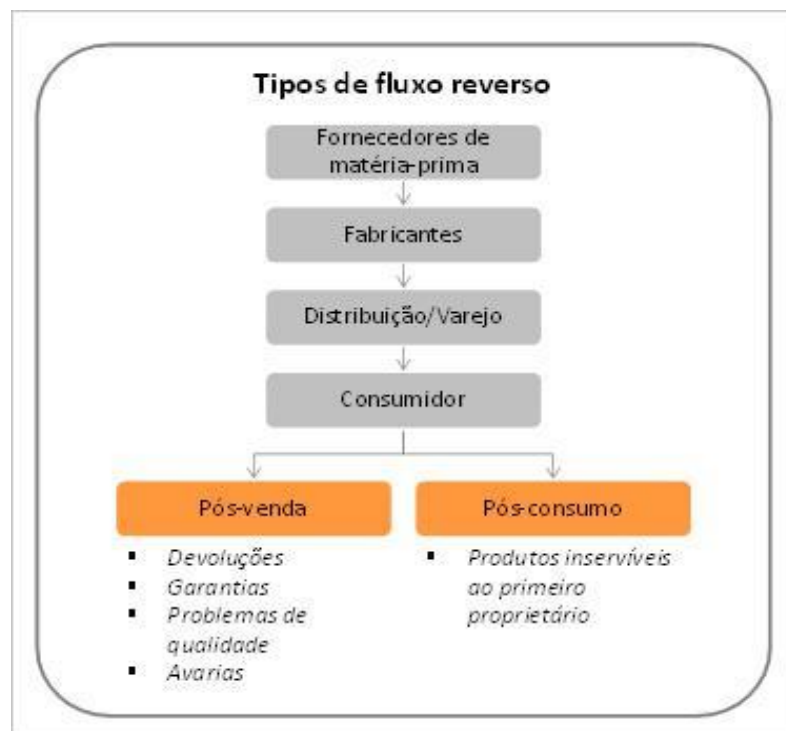 Tipos de fluxo reverso
Fornecedores de
matéria-prima
Fabricantes
Distribuição/Varejo
Consumidor
Pós-venda
▪ Devoluções
▪ Garantias
▪ Problemas de
qualidade
▪ Avarias
Pós-consumo
▪ Produtos inservíveis
ao primeiro
proprietário